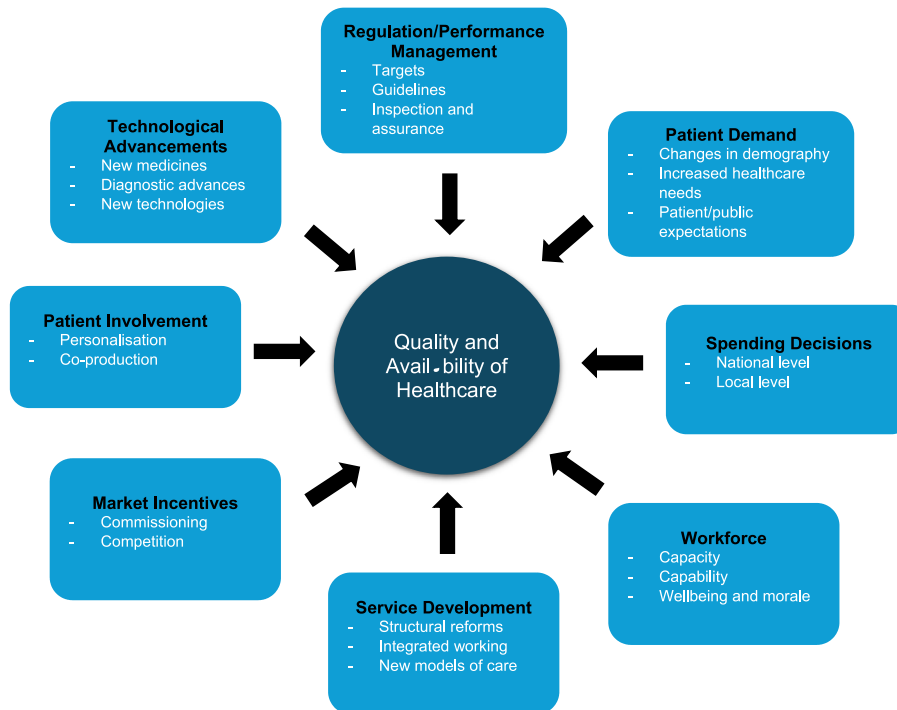 Regulation/Performance
Management
- Targets
- Guidelines
- Inspection and
assurance
Technological
Advancements
- New medicines
- Diagnostic advances
- New technologies
Patient Demand
- Changes in demography
- Increased healthcare
needs
- Patient/public
expectations
Patient Involvement
- Personalisation
- Co-production
Quality and
Availability of
Healthcare
Spending Decisions
- National level
- Local level
Market Incentives
- Commissioning
- Competition
Workforce
- Capacity
- Capability
- Wellbeing and morale
Service Development
- Structural reforms
- Integrated working
- New models of care